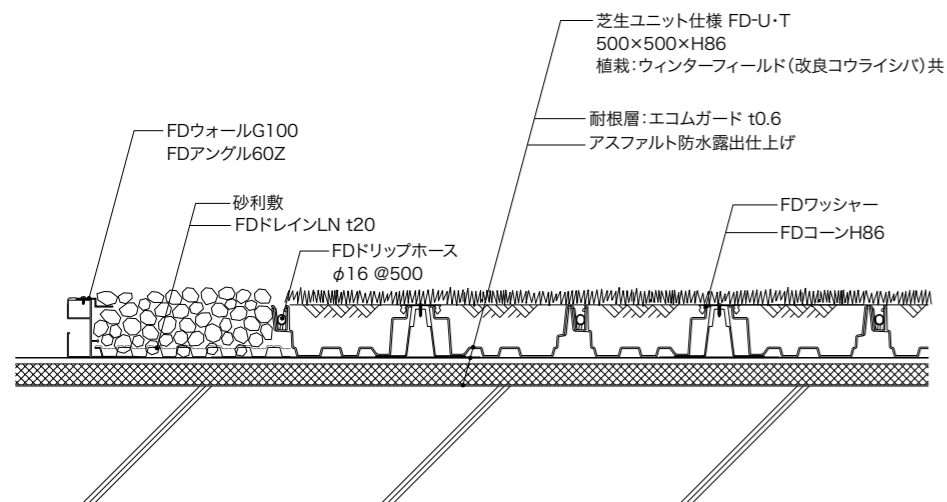 芝生ユニット仕様 FD-U・T
500×500×H86
植栽：ウィンターフィールド（改良コウライシバ）共
耐根層：エコムガード t0.6
アスファルト防水露出仕上げ
FDウォールG100
FDアングル60Z
砂利敷
FDドレインLN t20
FDドリップホース
φ16 @500
FDワッシャー
FDコーンH86